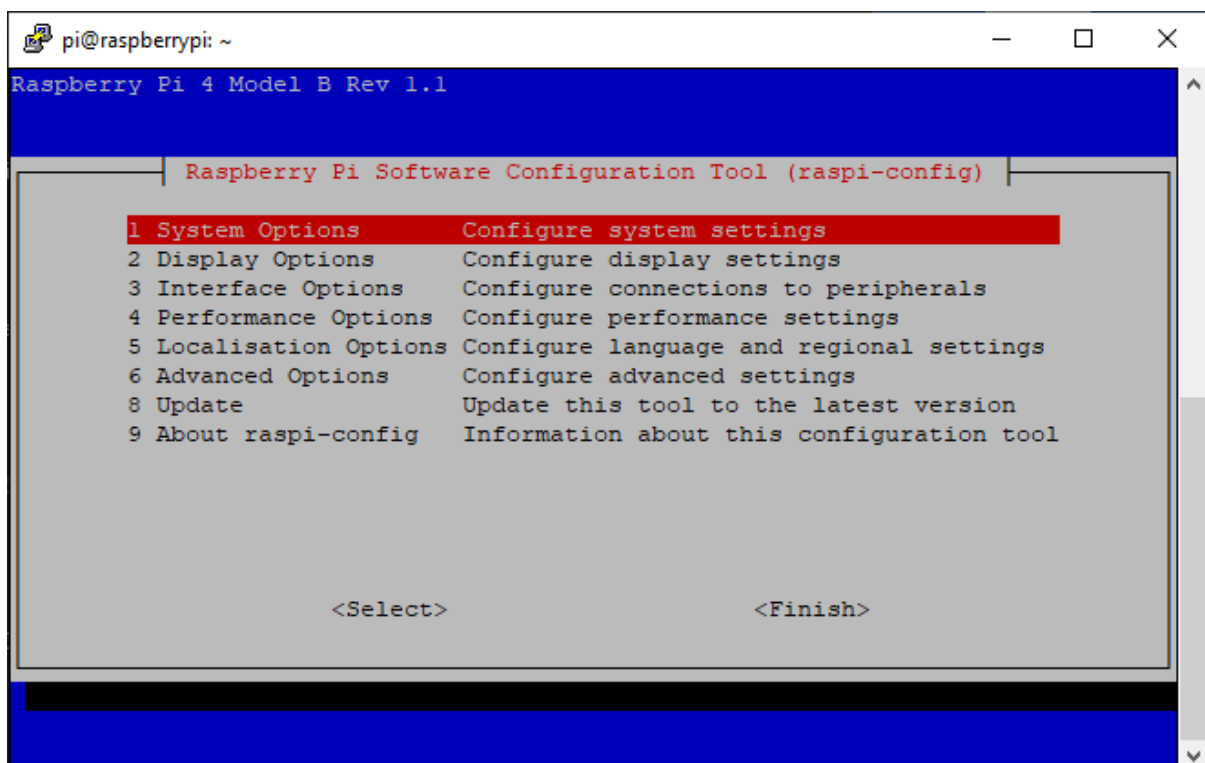 pi@raspberrypi: ~
Raspberry Pi 4 Model B Rev 1.1
Raspberry Pi Software Configuration Tool (raspi-config)
1 System Options Configure system settings
2 Display Options Configure display settings
3 Interface Options Configure connections to peripherals
4 Performance Options Configure performance settings
5 Localisation Options Configure language and regional settings
6 Advanced Options Configure advanced settings
8 Update Update this tool to the latest version
9 About raspi-config Information about this configuration tool
<Select> <Finish>